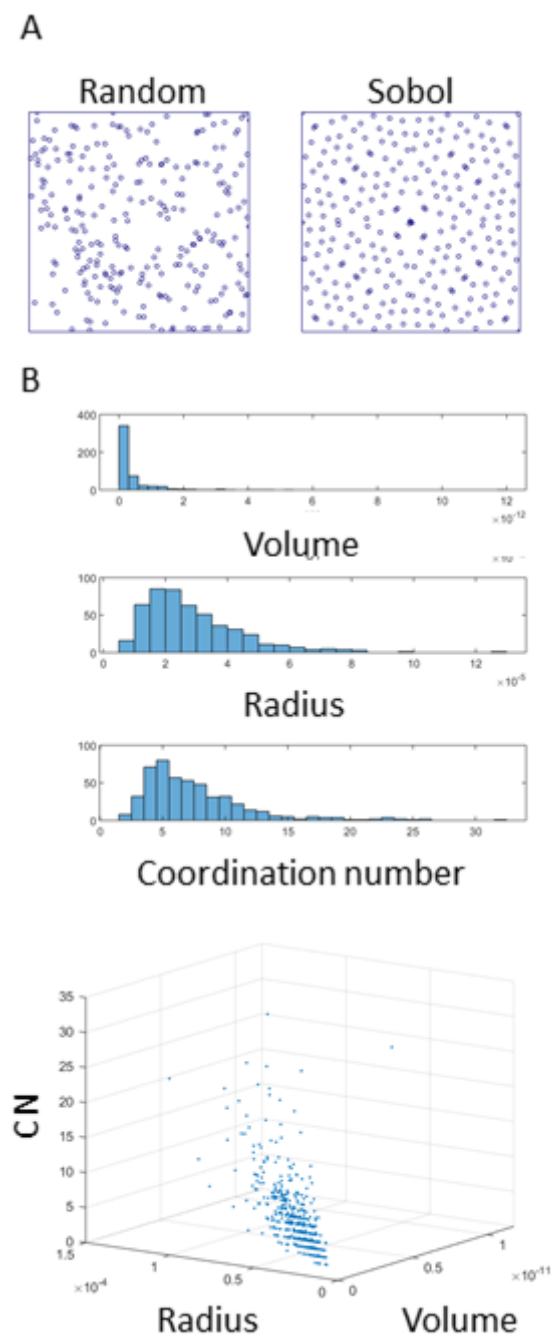 A
Random Sobol
B
400
200
0
0 2 4 6 8 10 12
×10⁻¹²
Volume
100
50
0
0 2 4 6 8 10 12
×10⁻⁵
Radius
100
50
0
0 5 10 15 20 25 30
Coordination number
35
30
25
20
15
10
5
0
CN
1.5 1 0.5 0
×10⁻⁴
0 0.5 1
×10⁻¹¹
Radius Volume